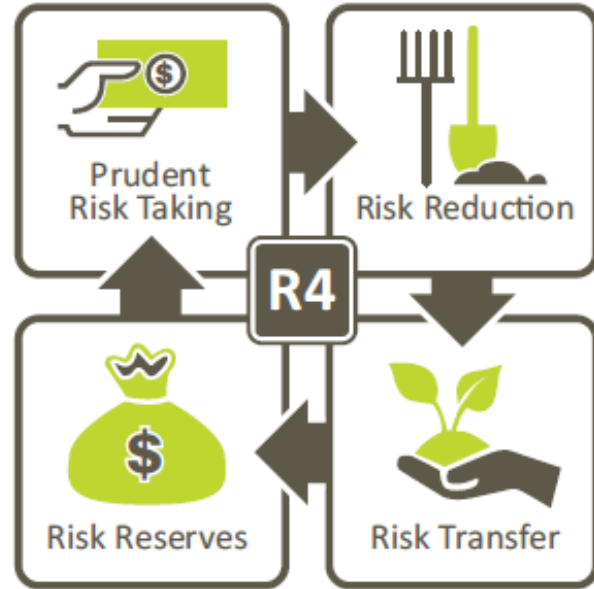 $
Prudent
Risk Taking
Risk Reduction
R4
$
Risk Reserves
Risk Transfer